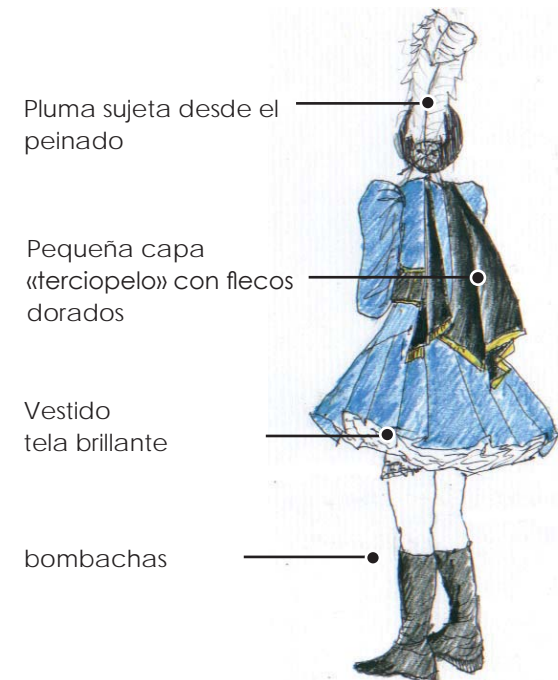 Pluma sujeta desde el
peinado
Pequeña capa
«terciopelo» con flecos
dorados
Vestido
tela brillante
bombachas